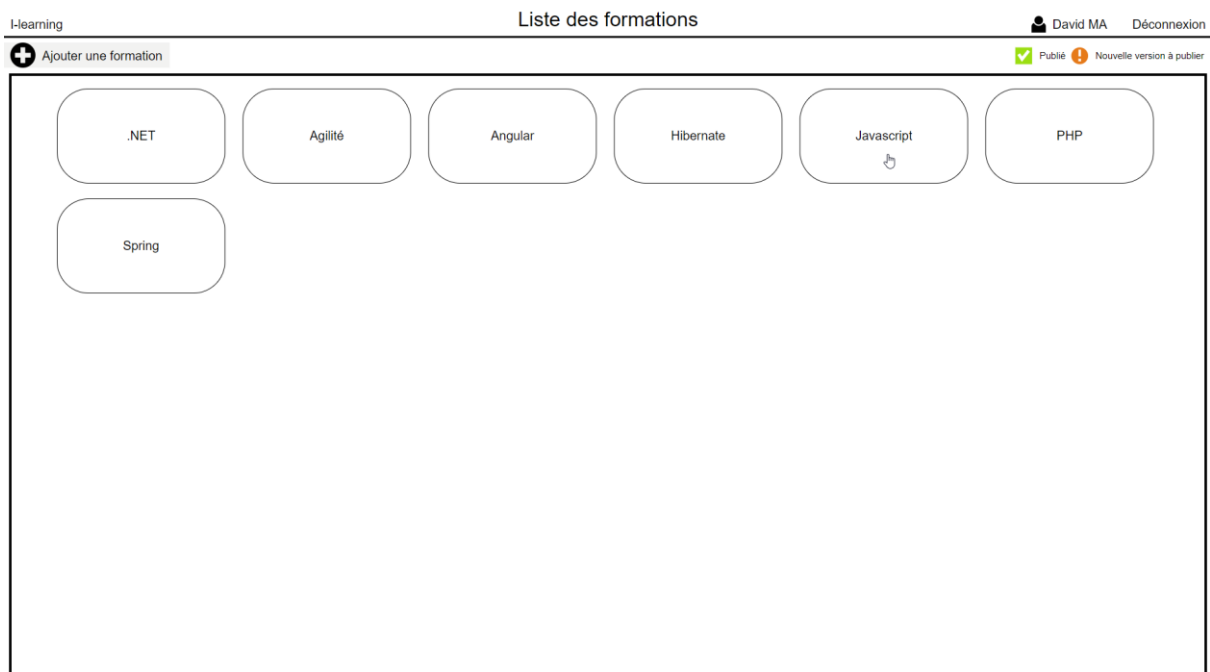 I-learning
Liste des formations
David MA
Déconnexion
Ajouter une formation
Publié
Nouvelle version à publier
.NET
Agilité
Angular
Hibernate
Javascript
PHP
Spring